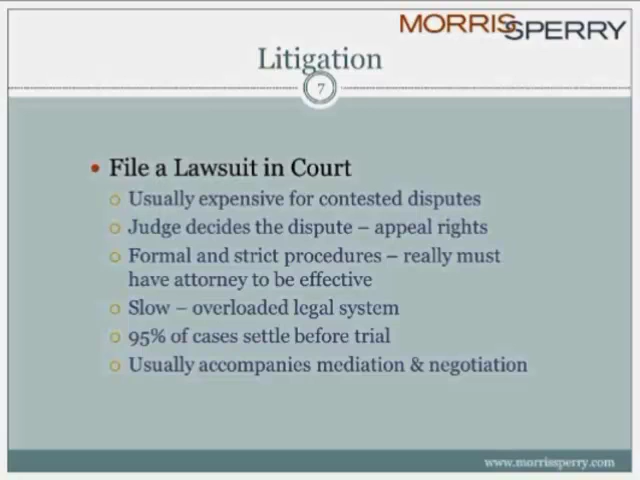 MORRISSPERRY
Litigation
7
• File a Lawsuit in Court
o Usually expensive for contested disputes
o Judge decides the dispute – appeal rights
o Formal and strict procedures – really must
have attorney to be effective
o Slow – overloaded legal system
o 95% of cases settle before trial
o Usually accompanies mediation & negotiation
www.morrissperry.com